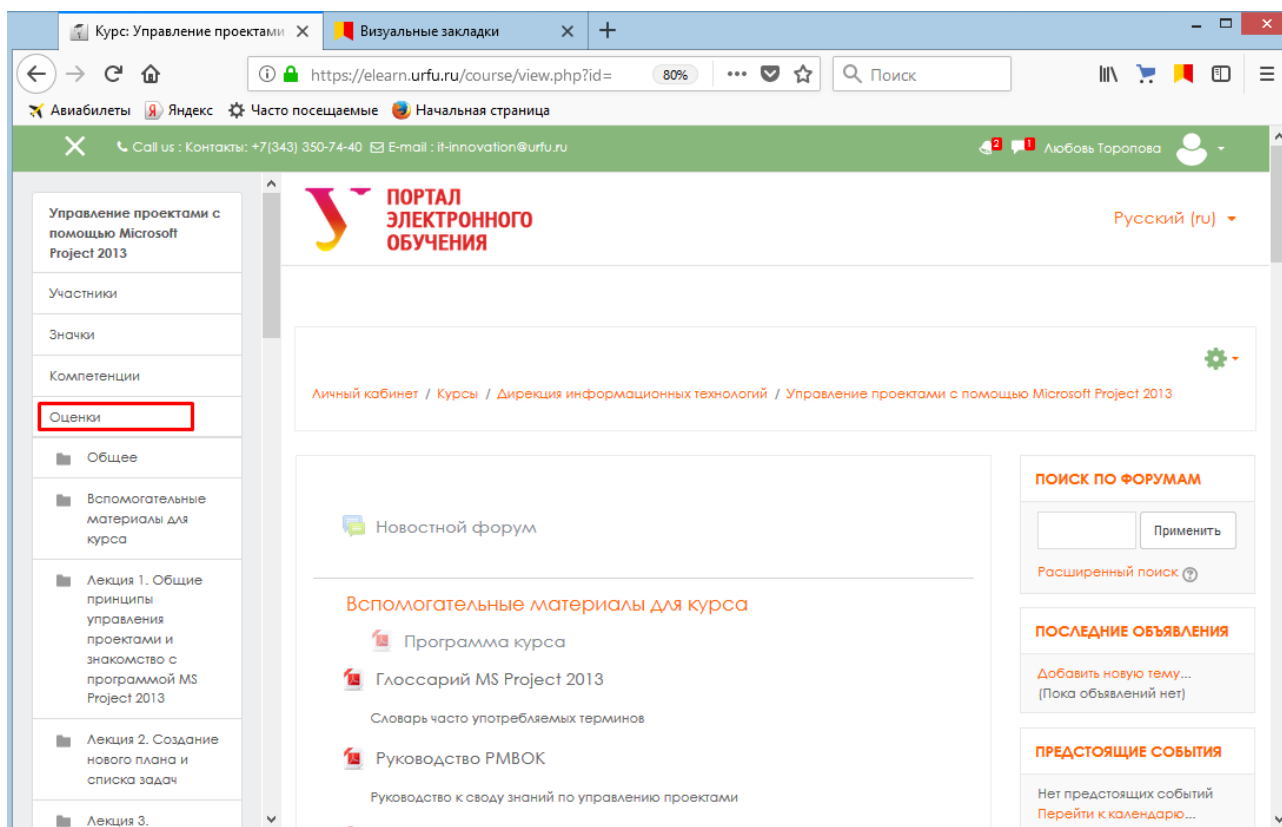 Курс: Управление проектами
Визуальные закладки
https://elearn.urfu.ru/course/view.php?id=
80%
Поиск
Авиабилеты
Яндекс
Часто посещаемые
Начальная страница
Call us : Контакты: +7(343) 350-74-40
E-mail : it-innovation@urfu.ru
2
1
Любовь Торопова
Управление проектами с
помощью Microsoft
Project 2013
Участники
Значки
Компетенции
Оценки
Общее
Вспомогательные
материалы для
курса
Лекция 1. Общие
принципы
управления
проектами и
знакомство с
программой MS
Project 2013
Лекция 2. Создание
нового плана и
списка задач
Лекция 3.
ПОРТАЛ
ЭЛЕКТРОННОГО
ОБУЧЕНИЯ
Русский (ru)
Личный кабинет / Курсы / Дирекция информационных технологий / Управление проектами с помощью Microsoft Project 2013
Новостной форум
Вспомогательные материалы для курса
Программа курса
Глоссарий MS Project 2013
Словарь часто употребляемых терминов
Руководство PMBOK
Руководство к своду знаний по управлению проектами
ПОИСК ПО ФОРУМАМ
Применить
Расширенный поиск
ПОСЛЕДНИЕ ОБЪЯВЛЕНИЯ
Добавить новую тему...
(Пока объявлений нет)
ПРЕДСТОЯЩИЕ СОБЫТИЯ
Нет предстоящих событий
Перейти к календарю...